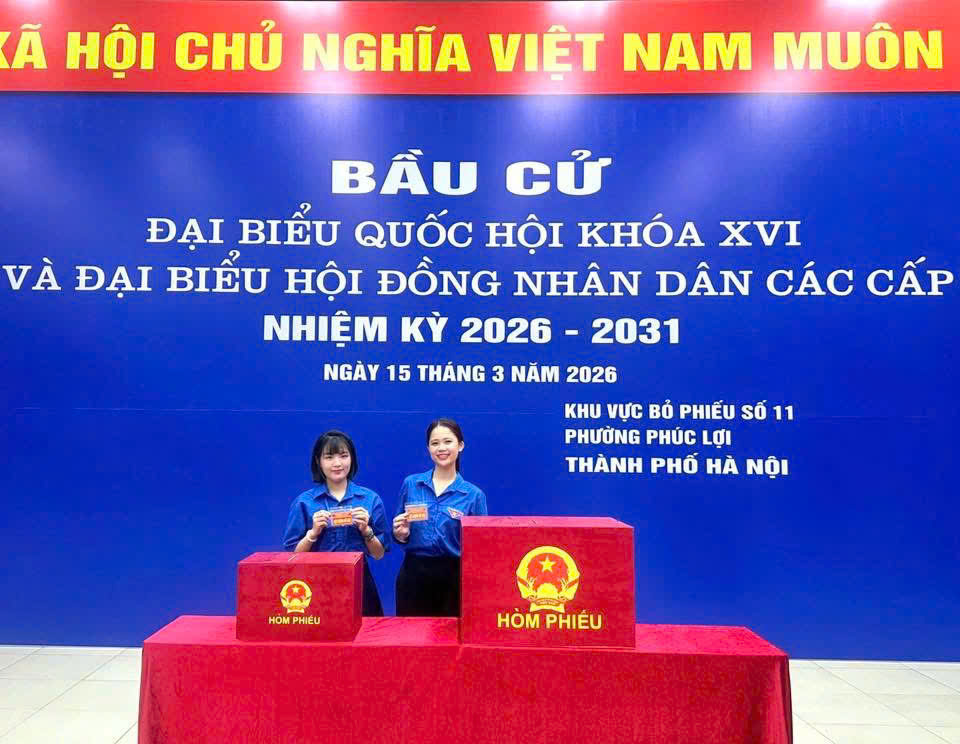 XÃ HỘI CHỦ NGHĨA VIỆT NAM MUÔN
BẦU CỬ
ĐẠI BIỂU QUỐC HỘI KHÓA XVI
VÀ ĐẠI BIỂU HỘI ĐỒNG NHÂN DÂN CÁC CẤP
NHIỆM KỲ 2026 - 2031
NGÀY 15 THÁNG 3 NĂM 2026
KHU VỰC BỎ PHIẾU SỐ 11
PHƯỜNG PHÚC LỢI
THÀNH PHỐ HÀ NỘI
HÒM PHIẾU
HÒM PHIẾU